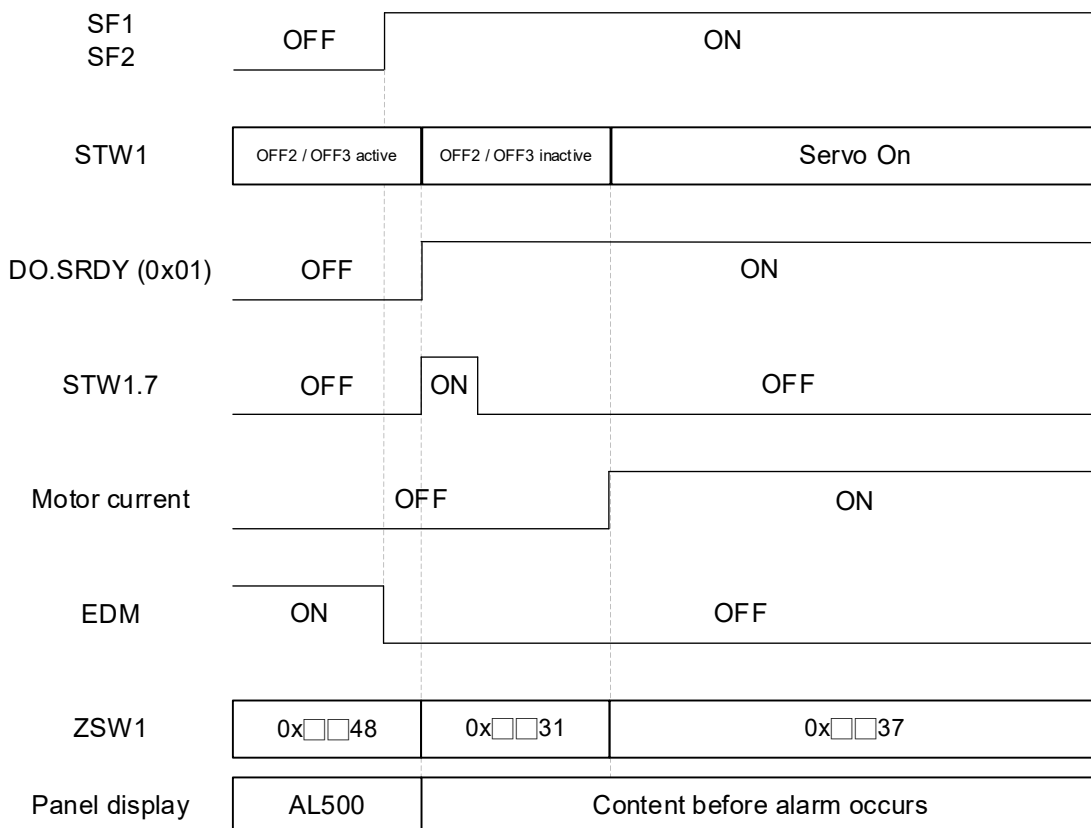 SF1
SF2
OFF
ON
STW1
OFF2 / OFF3 active
OFF2 / OFF3 inactive
Servo On
DO.SRDY (0x01)
OFF
ON
STW1.7
OFF
ON
OFF
Motor current
OFF
ON
EDM
ON
OFF
ZSW1
0x□□48
0x□□31
0x□□37
Panel display
AL500
Content before alarm occurs